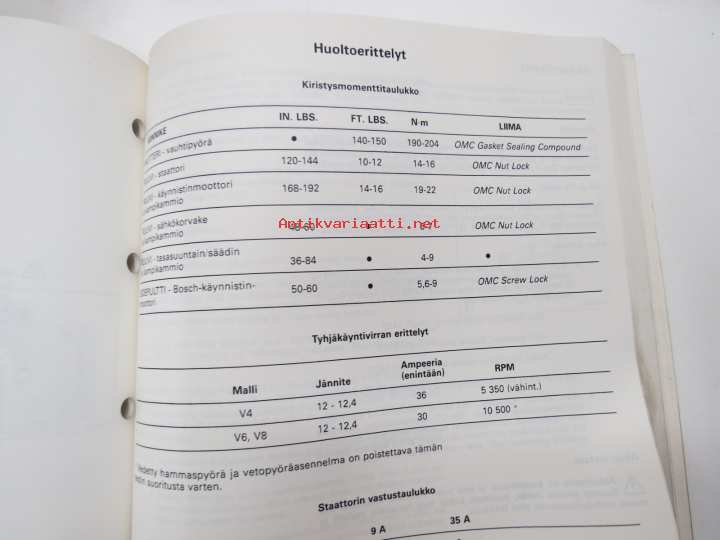 Huoltoerittelyt
Kiristysmomenttitaulukko
IN. LBS. FT. LBS. N·m LIIMA
- vauhtipyörä • 140-150 190-204 OMC Gasket Sealing Compound
- staattori 120-144 10-12 14-16 OMC Nut Lock
- käynnistinmoottori 168-192 14-16 19-22 OMC Nut Lock
- sähkökorvake • OMC Nut Lock
Antikvariaatti.net
- tasasuuntain/säädin 36-84 • 4-9 •
- Bosch-käynnistin- 50-60 • 5,6-9 OMC Screw Lock
Tyhjäkäyntivirran erittelyt
Malli Jännite Ampeeria (enintään) RPM
V4 12 - 12,4 36 5 350 (vähint.)
V6, V8 12 - 12,4 30 10 500 "
hammaspyörä ja vetopyöräasennelma on poistettava tämän
suoritusta varten.
Staattorin vastustaulukko
9 A 35 A